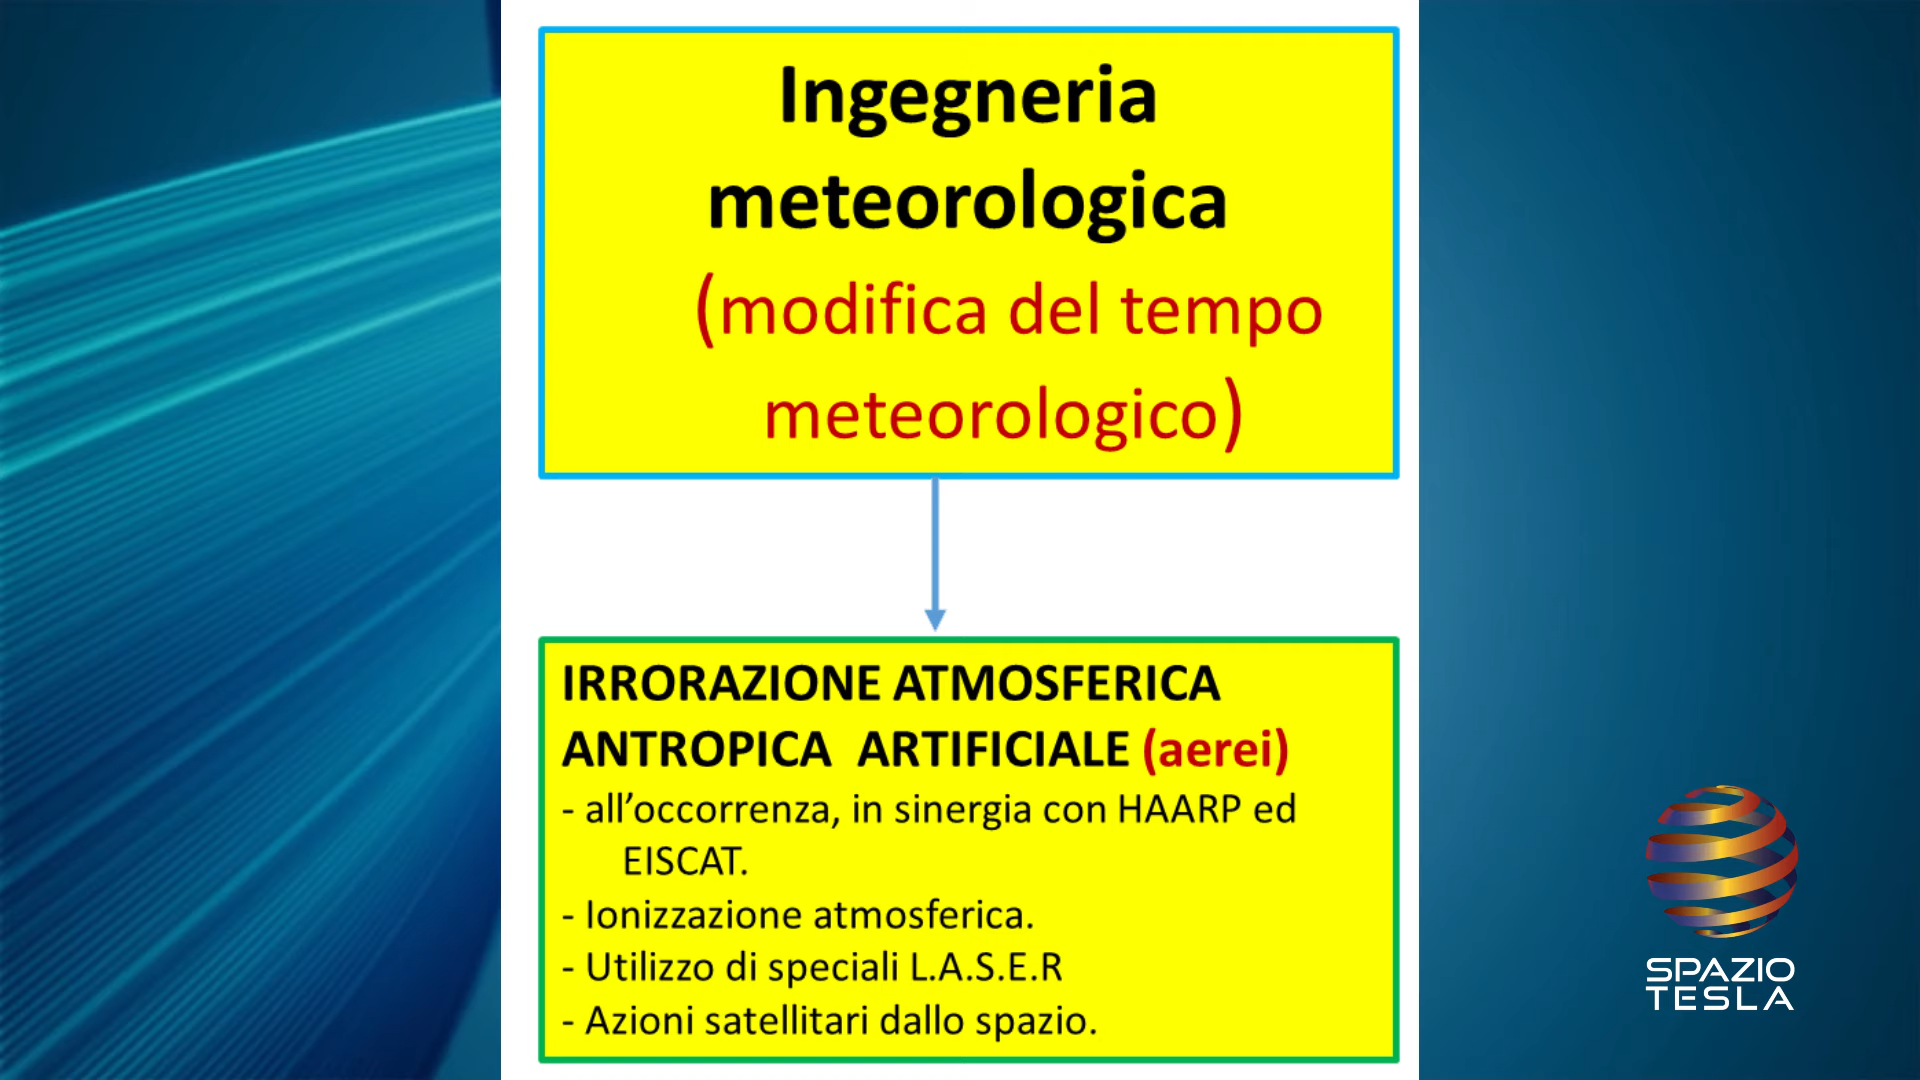 Ingegneria
meteorologica
(modifica del tempo
meteorologico)
IRRORAZIONE ATMOSFERICA
ANTROPICA ARTIFICIALE (aerei)
- all’occorrenza, in sinergia con HAARP ed
EISCAT.
- Ionizzazione atmosferica.
- Utilizzo di speciali L.A.S.E.R
- Azioni satellitari dallo spazio.
SPAZIO
TESLA